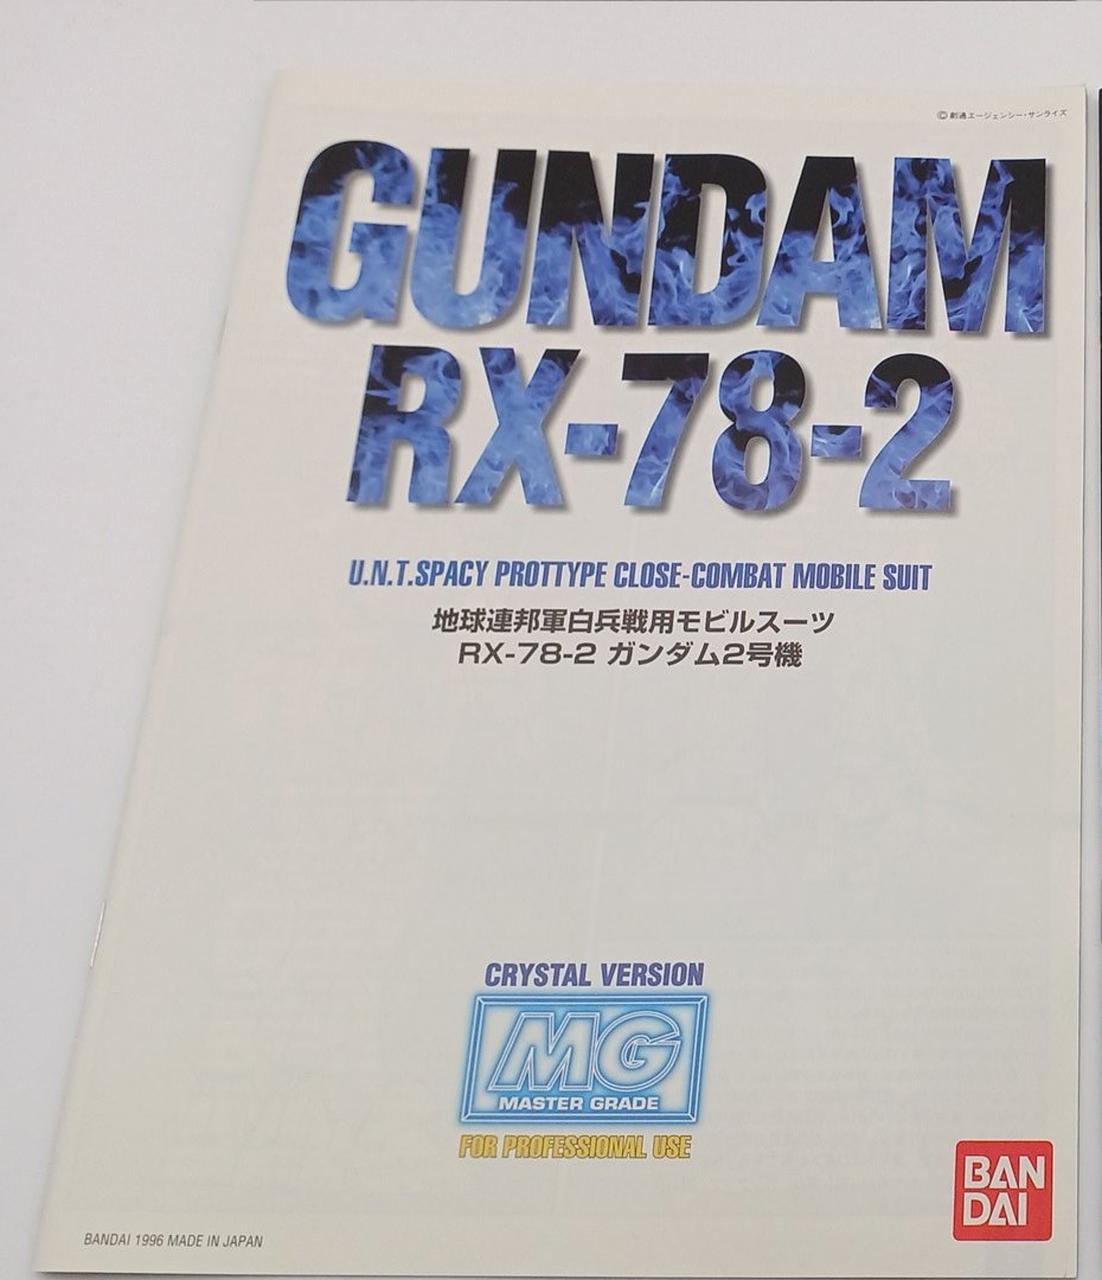 ©創通エージェンシー・サンライズ
GUNDAM
RX-78-2
U.N.T.SPACY PROTTYPE CLOSE-COMBAT MOBILE SUIT
地球連邦軍白兵戦用モビルスーツ
RX-78-2 ガンダム2号機
CRYSTAL VERSION
MG
MASTER GRADE
FOR PROFESSIONAL USE
BAN
DAI
BANDAI 1996 MADE IN JAPAN